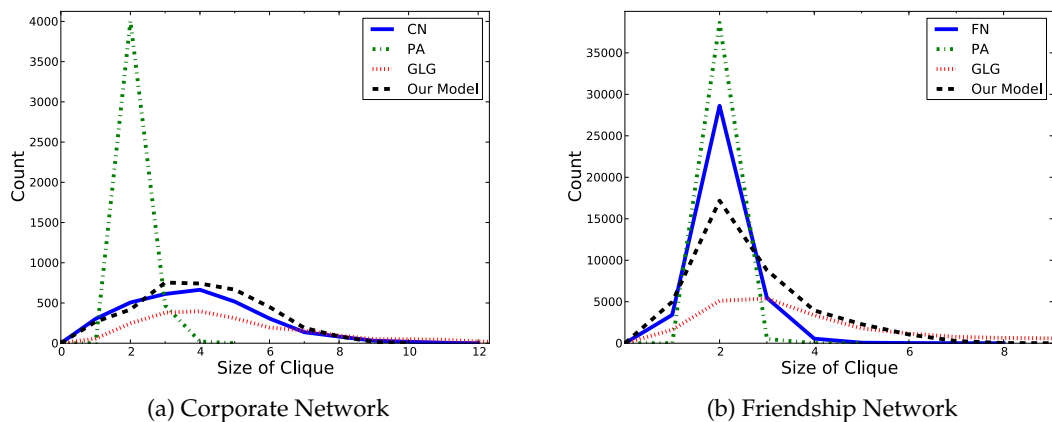 4000
3500
3000
2500
2000
1500
1000
500
0
Count
0 2 4 6 8 10 12
Size of Clique
CN
PA
GLG
Our Model
(a) Corporate Network
35000
30000
25000
20000
15000
10000
5000
0
Count
2 4 6 8
Size of Clique
FN
PA
GLG
Our Model
(b) Friendship Network